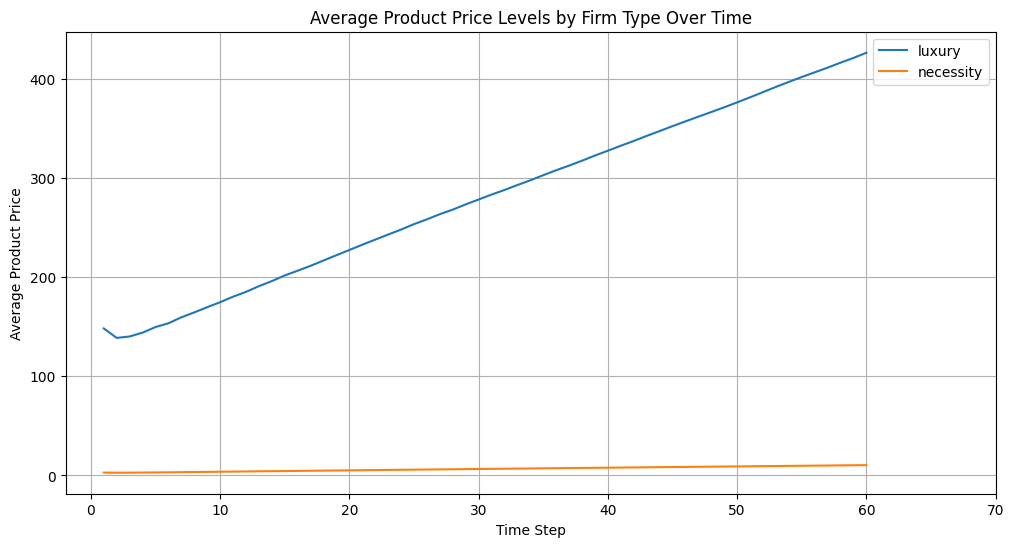 Average Product Price Levels by Firm Type Over Time
luxury
necessity
Average Product Price
400
300
200
100
0
0 10 20 30 40 50 60 70
Time Step